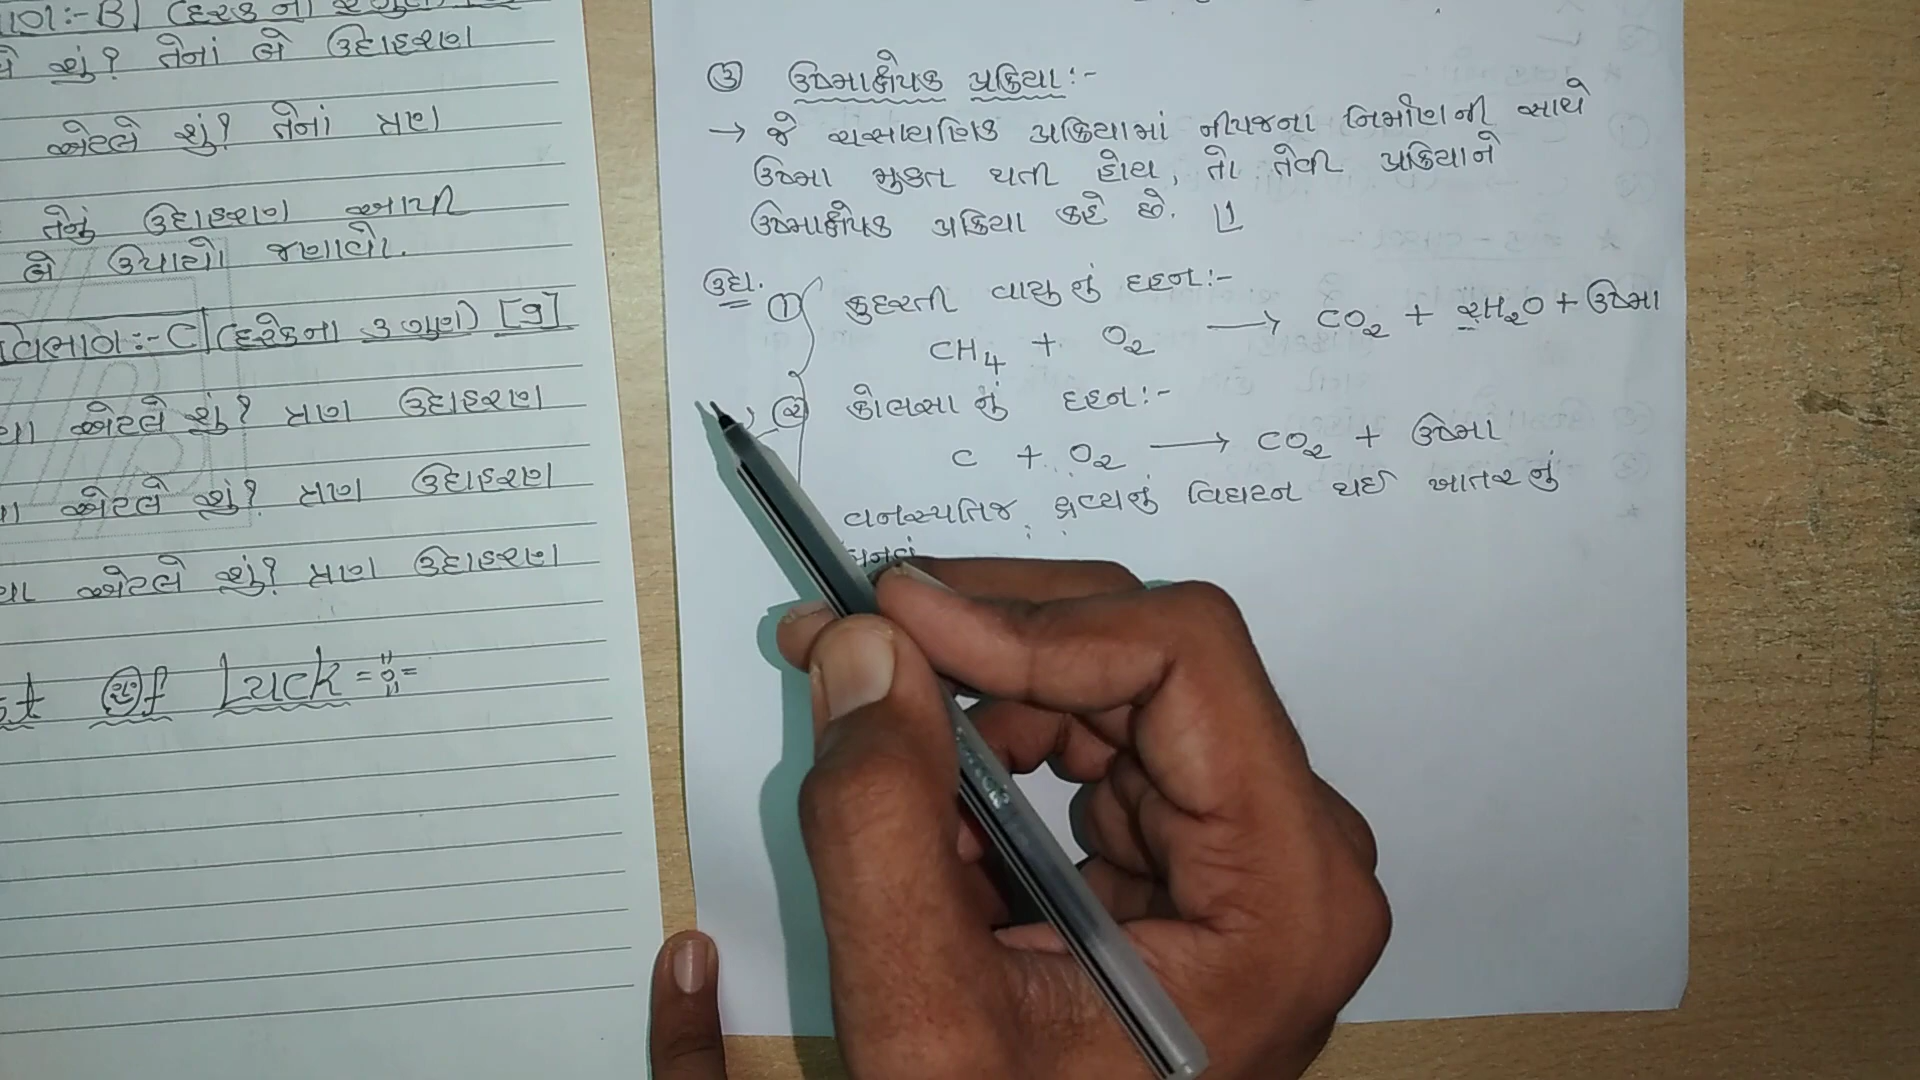 શું? તેનાં બે ઉદાહરણ
એટલે શું? તેનાં ત્રણ
તેનું ઉદાહરણ આપી
બે ઉપાયો જણાવો.
વિભાગ:- C (દરેકના ૩ ગુણ) [9]
એટલે શું? ત્રણ ઉદાહરણ
એટલે શું? ત્રણ ઉદાહરણ
એટલે શું? ત્રણ ઉદાહરણ
Of Luck
③ ઉષ્માક્ષેપક પ્રક્રિયા :-
→ જે રાસાયણિક પ્રક્રિયામાં નીપજના નિર્માણની સાથે
ઉષ્મા મુક્ત થતી હોય, તો તેવી પ્રક્રિયાને
ઉષ્માક્ષેપક પ્રક્રિયા કહે છે.
ઉદા. ① કુદરતી વાયુનું દહન :-
CH₄ + O₂ → CO₂ + 2H₂O + ઉષ્મા
② કોલસાનું દહન :-
C + O₂ → CO₂ + ઉષ્મા
વનસ્પતિજ દ્રવ્યનું વિઘટન થઈ ખાતરનું
બનવું